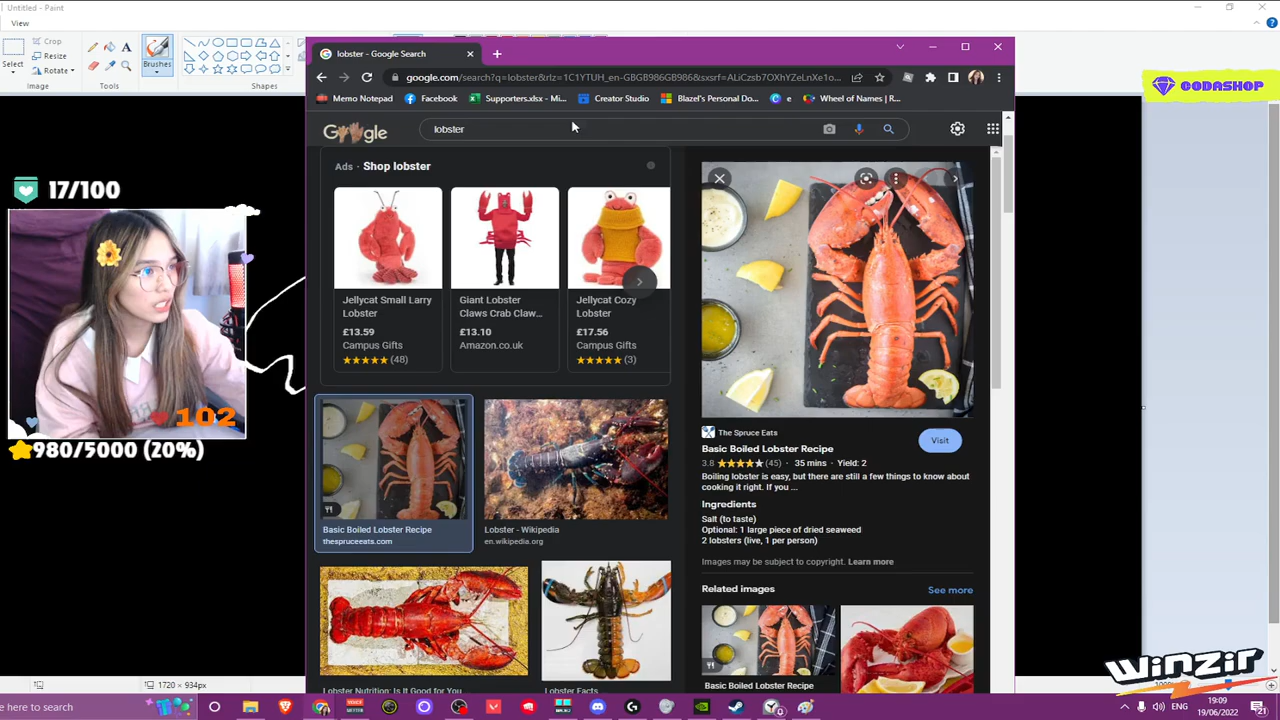 Untitled - Paint
View
Crop
Resize
Rotate
Select
Image
Tools
Brushes
Shapes
lobster - Google Search
google.com/search?q=lobster&rlz=1C1YTUH_en-GBGB986GB986&sxsrf=ALiCzsb7OXhYZeLnXe1o...
Memo Notepad
Facebook
Supporters.xlsx - Mi...
Creator Studio
Blazel's Personal Do...
e
Wheel of Names | R...
CODASHOP
lobster
Ads · Shop lobster
Jellycat Small Larry
Lobster
£13.59
Campus Gifts
(48)
Giant Lobster
Claws Crab Claw...
£13.10
Amazon.co.uk
Jellycat Cozy
Lobster
£17.56
Campus Gifts
(3)
17/100
102
980/5000 (20%)
Basic Boiled Lobster Recipe
thespruceeats.com
Lobster - Wikipedia
en.wikipedia.org
Lobster Nutrition: Is It Good for You
Lobster Facts
The Spruce Eats
Visit
Basic Boiled Lobster Recipe
3.8 (45) · 35 mins · Yield: 2
Boiling lobster is easy, but there are still a few things to know about
cooking it right. If you ...
Ingredients
Salt (to taste)
Optional: 1 large piece of dried seaweed
2 lobsters (live, 1 per person)
Images may be subject to copyright. Learn more
Related images
See more
Basic Boiled Lobster Recipe
1720 × 934px
WINZIR
here to search
19:09
19/06/2022
21